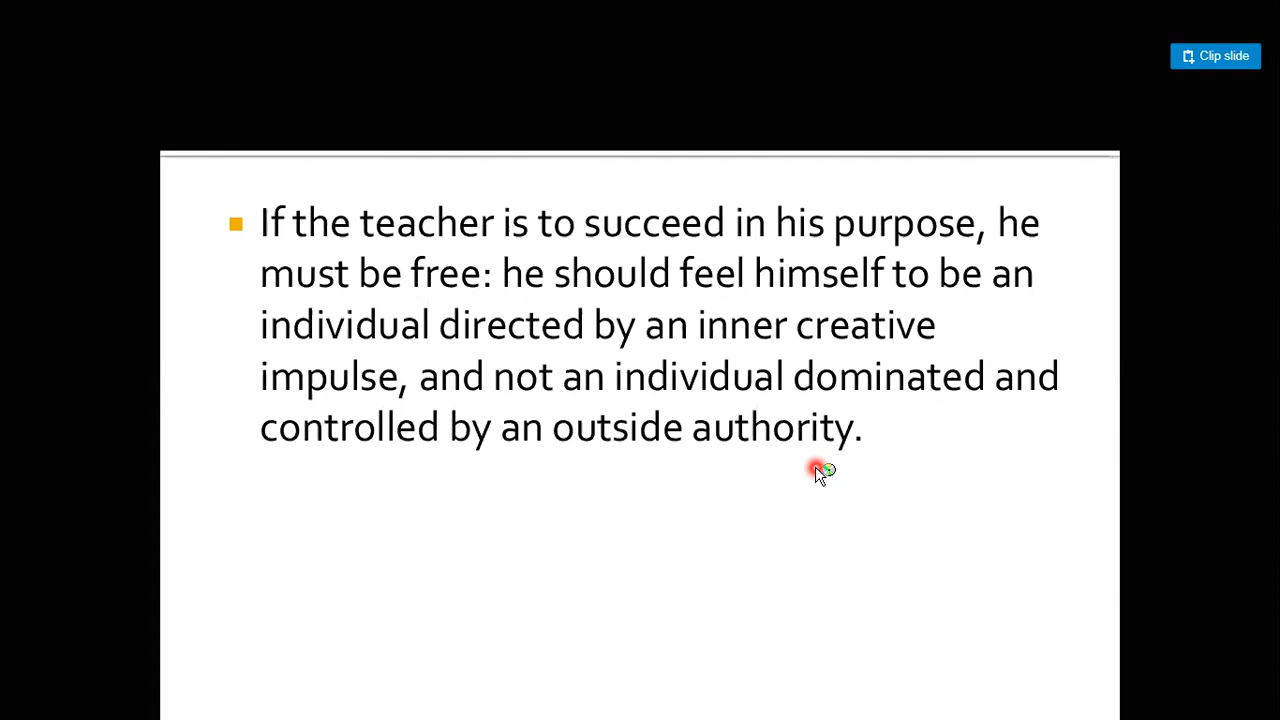 Clip slide
If the teacher is to succeed in his purpose, he
must be free: he should feel himself to be an
individual directed by an inner creative
impulse, and not an individual dominated and
controlled by an outside authority.